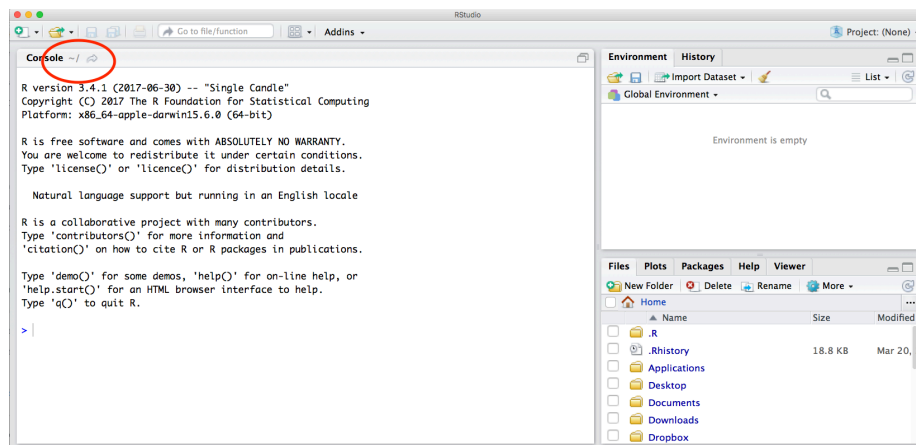 RStudio
Go to file/function
Addins
Project: (None)
Console ~/
R version 3.4.1 (2017-06-30) -- "Single Candle"
Copyright (C) 2017 The R Foundation for Statistical Computing
Platform: x86_64-apple-darwin15.6.0 (64-bit)
R is free software and comes with ABSOLUTELY NO WARRANTY.
You are welcome to redistribute it under certain conditions.
Type 'license()' or 'licence()' for distribution details.
Natural language support but running in an English locale
R is a collaborative project with many contributors.
Type 'contributors()' for more information and
'citation()' on how to cite R or R packages in publications.
Type 'demo()' for some demos, 'help()' for on-line help, or
'help.start()' for an HTML browser interface to help.
Type 'q()' to quit R.
>
Environment History
Import Dataset List
Global Environment
Environment is empty
Files Plots Packages Help Viewer
New Folder Delete Rename More
Home ...
Name Size Modified
.R
.Rhistory 18.8 KB Mar 20,
Applications
Desktop
Documents
Downloads
Dropbox